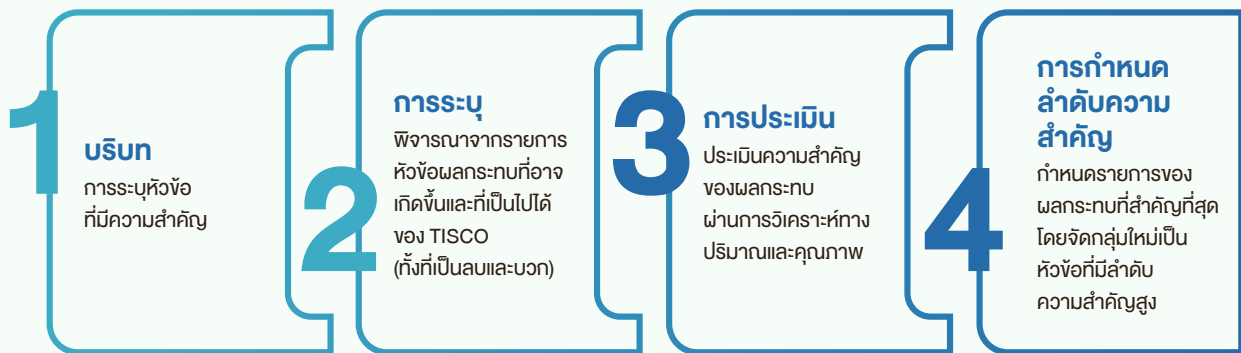 1
บริบท
การระบุหัวข้อ
ที่มีความสำคัญ
2
การระบุ
พิจารณาจากรายการ
หัวข้อผลกระทบที่อาจ
เกิดขึ้นและที่เป็นไปได้
ของ TISCO
(ทั้งที่เป็นลบและบวก)
3
การประเมิน
ประเมินความสำคัญ
ของผลกระทบ
ผ่านการวิเคราะห์ทาง
ปริมาณและคุณภาพ
4
การกำหนด
ลำดับความ
สำคัญ
กำหนดรายการของ
ผลกระทบที่สำคัญที่สุด
โดยจัดกลุ่มใหม่เป็น
หัวข้อที่มีลำดับ
ความสำคัญสูง